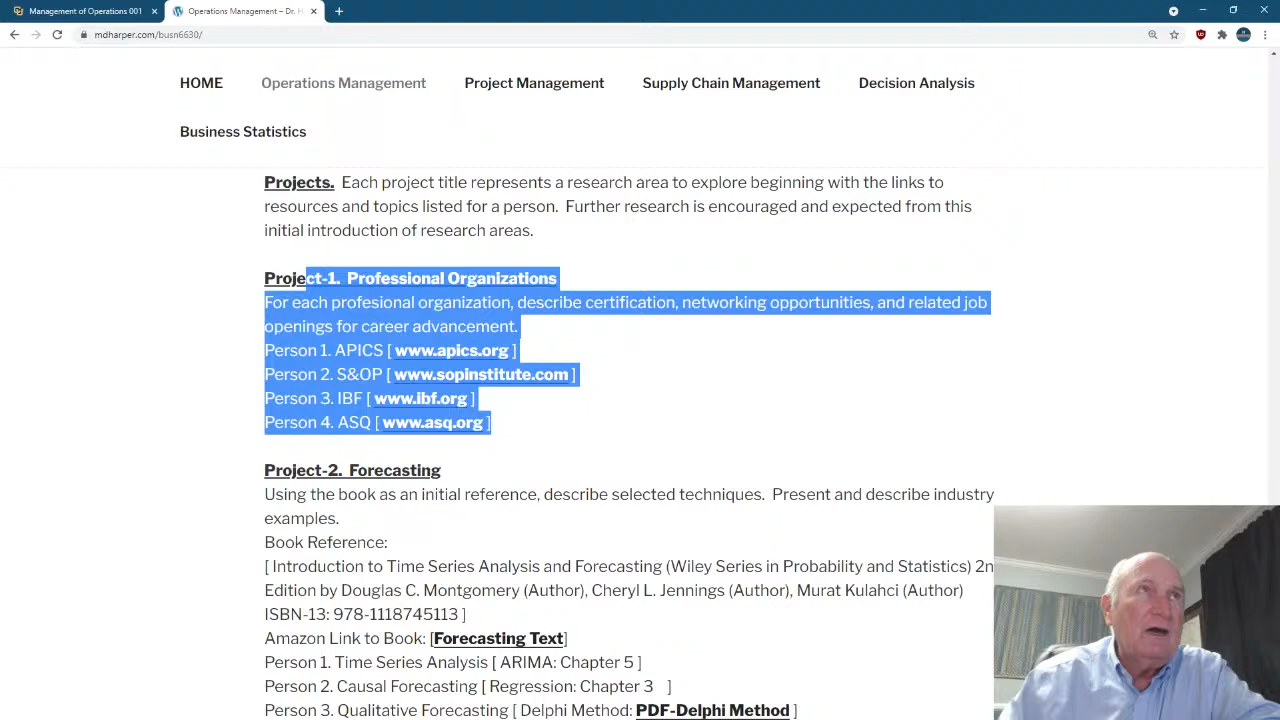 Management of Operations 001
Operations Management – Dr. H
mdharper.com/busn6630/
HOME
Operations Management
Project Management
Supply Chain Management
Decision Analysis
Business Statistics
Projects. Each project title represents a research area to explore beginning with the links to
resources and topics listed for a person. Further research is encouraged and expected from this
initial introduction of research areas.
Project-1. Professional Organizations
For each profesional organization, describe certification, networking opportunities, and related job
openings for career advancement.
Person 1. APICS [ www.apics.org ]
Person 2. S&OP [ www.sopinstitute.com ]
Person 3. IBF [ www.ibf.org ]
Person 4. ASQ [ www.asq.org ]
Project-2. Forecasting
Using the book as an initial reference, describe selected techniques. Present and describe industry
examples.
Book Reference:
[ Introduction to Time Series Analysis and Forecasting (Wiley Series in Probability and Statistics) 2n
Edition by Douglas C. Montgomery (Author), Cheryl L. Jennings (Author), Murat Kulahci (Author)
ISBN-13: 978-1118745113 ]
Amazon Link to Book: [Forecasting Text]
Person 1. Time Series Analysis [ ARIMA: Chapter 5 ]
Person 2. Causal Forecasting [ Regression: Chapter 3 ]
Person 3. Qualitative Forecasting [ Delphi Method: PDF-Delphi Method ]